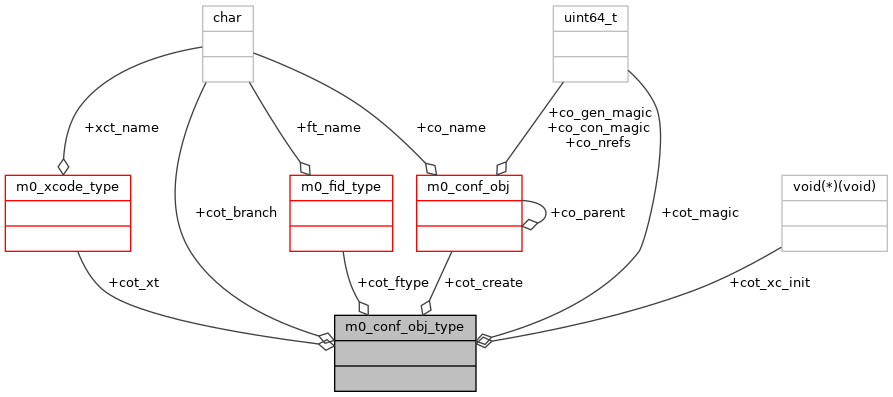 char
uint64_t
+co_gen_magic
+co_con_magic
+co_nrefs
+xct_name
+ft_name
+co_name
m0_xcode_type
m0_fid_type
m0_conf_obj
void(*)(void)
+cot_branch
+co_parent
+cot_magic
+cot_xt
+cot_ftype
+cot_create
+cot_xc_init
m0_conf_obj_type